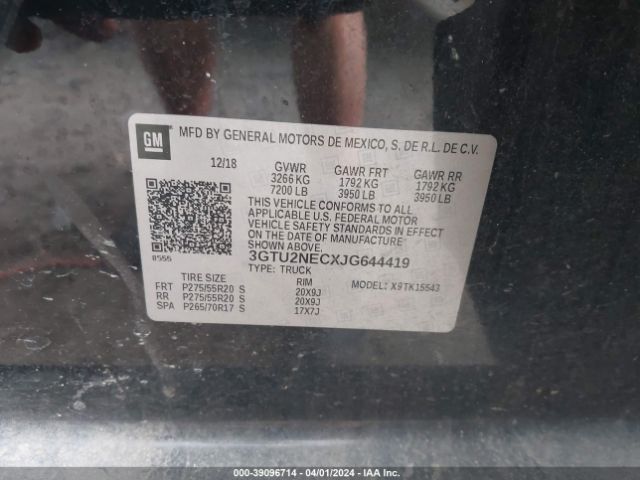 GM
MFD BY GENERAL MOTORS DE MEXICO, S. DE R.L. DE C.V.
12/18 GVWR GAWR FRT GAWR RR
3266 KG 1792 KG 1792 KG
7200 LB 3950 LB 3950 LB
THIS VEHICLE CONFORMS TO ALL
APPLICABLE U.S. FEDERAL MOTOR
VEHICLE SAFETY STANDARDS IN EFFECT
ON THE DATE OF MANUFACTURE
SHOWN ABOVE.
8555 3GTU2NECXJG644419
TYPE: TRUCK
TIRE SIZE RIM MODEL: X9TK15543
FRT P275/55R20 S 20X9J
RR P275/55R20 S 20X9J
SPA P265/70R17 S 17X7J
000-39096714 / 04/01/2024 - IAA Inc.